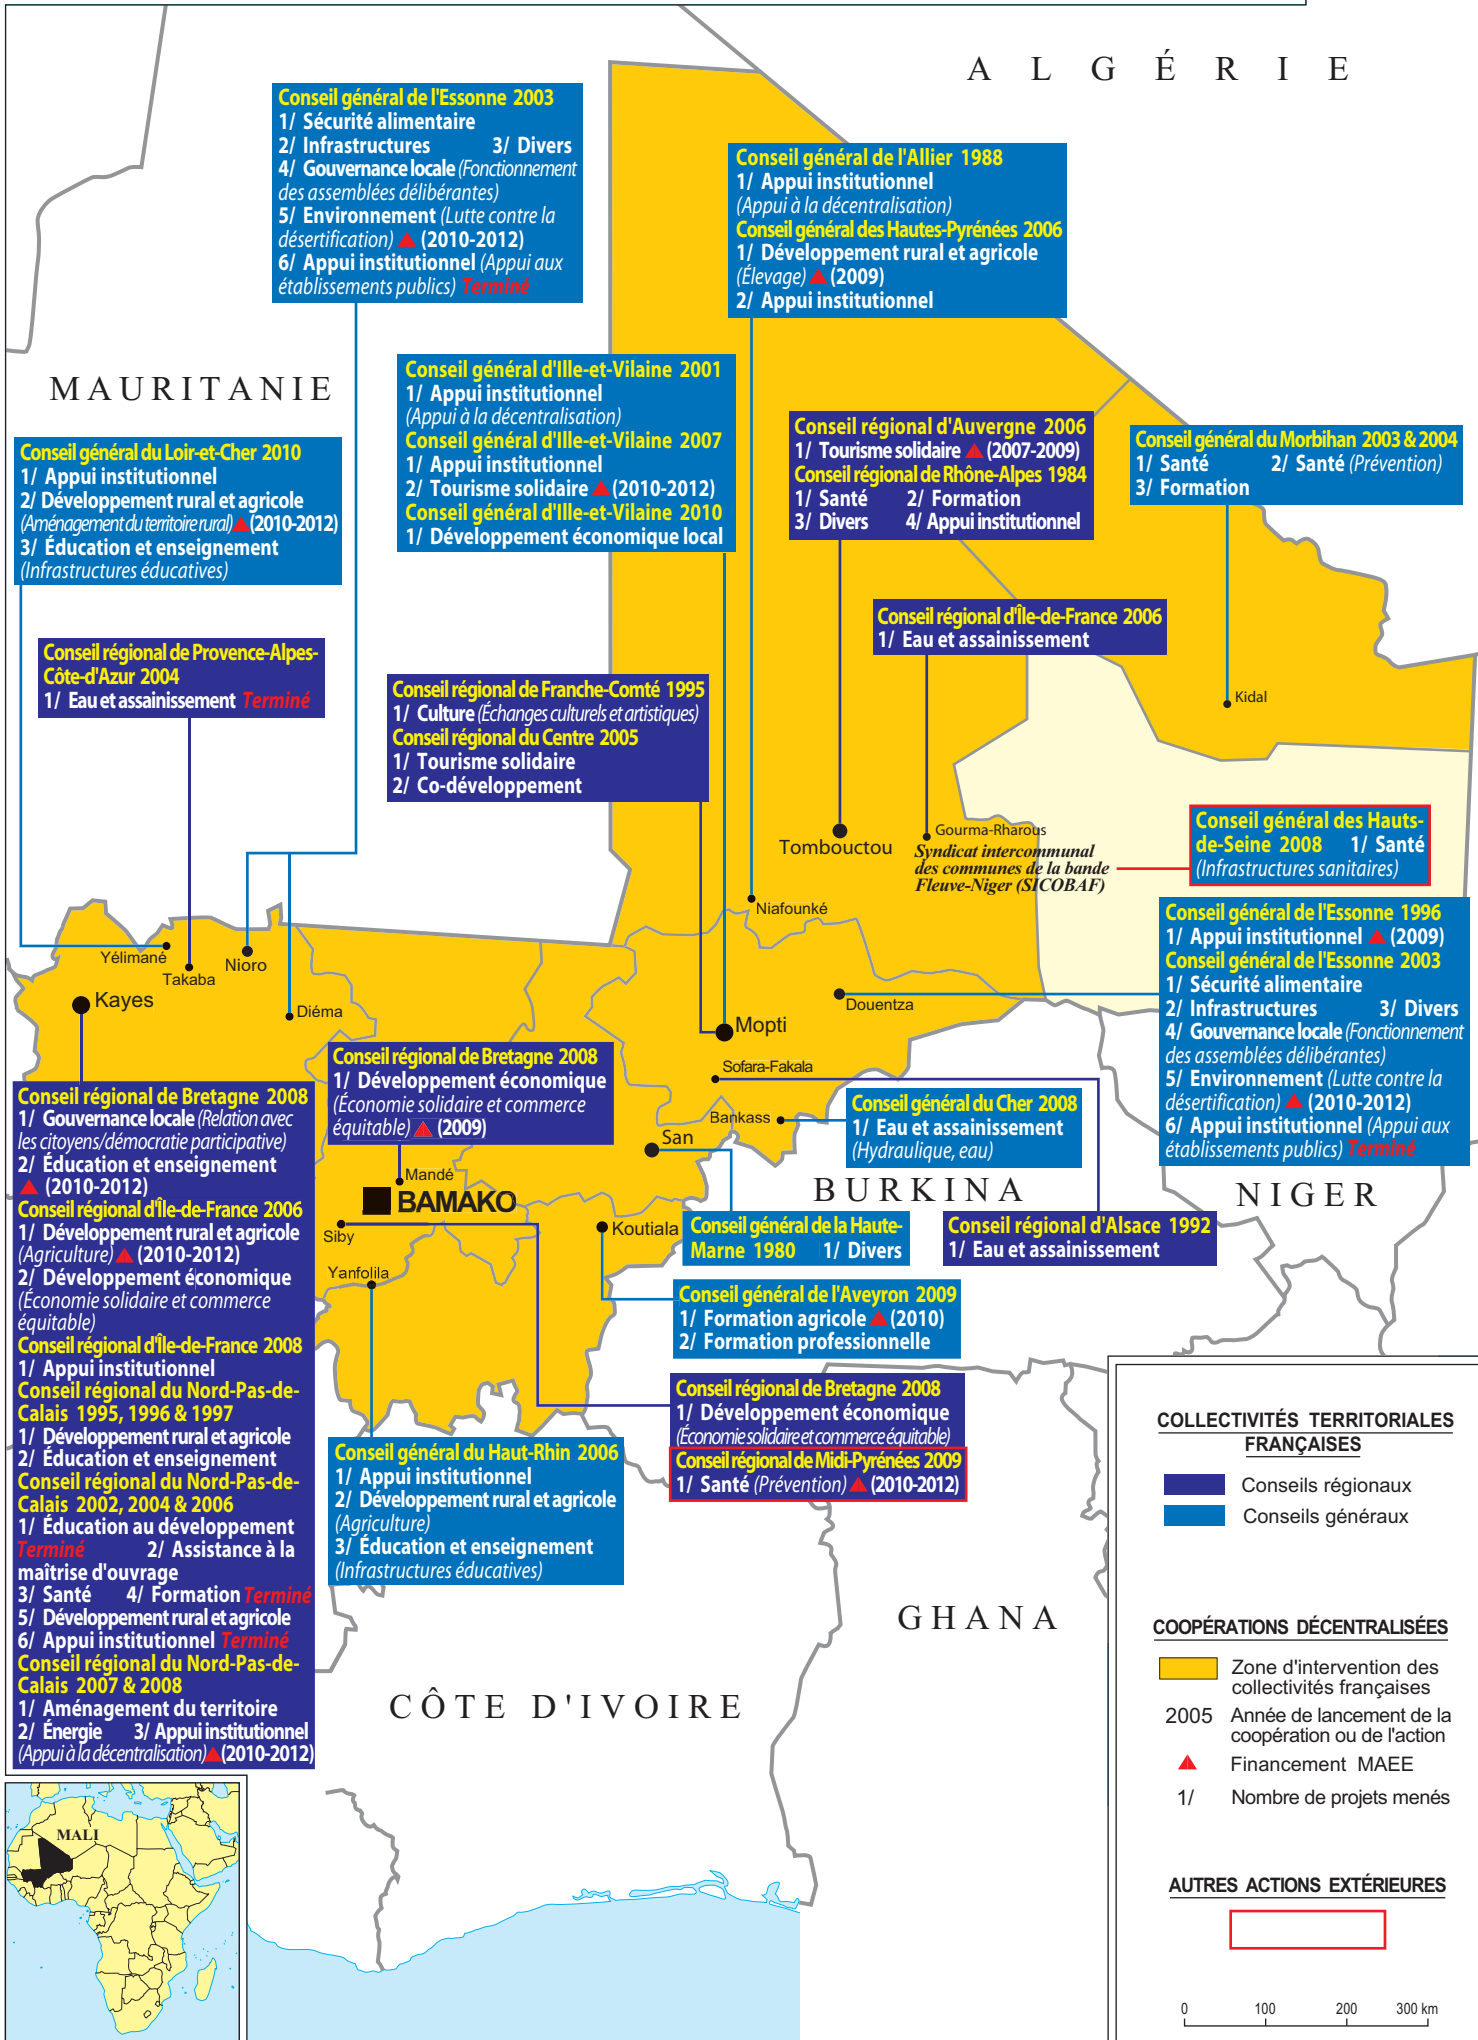 ALGÉRIE
Conseil général de l'Essonne 2003
1/ Sécurité alimentaire
2/ Infrastructures 3/ Divers
4/ Gouvernance locale (Fonctionnement
des assemblées délibérantes)
5/ Environnement (Lutte contre la
désertification) ▲ (2010-2012)
6/ Appui institutionnel (Appui aux
établissements publics) Terminé
Conseil général de l'Allier 1988
1/ Appui institutionnel
(Appui à la décentralisation)
Conseil général des Hautes-Pyrénées 2006
1/ Développement rural et agricole
(Élevage) ▲ (2009)
2/ Appui institutionnel
MAURITANIE
Conseil général d'Ille-et-Vilaine 2001
1/ Appui institutionnel
(Appui à la décentralisation)
Conseil général d'Ille-et-Vilaine 2007
1/ Appui institutionnel
2/ Tourisme solidaire ▲ (2010-2012)
Conseil général d'Ille-et-Vilaine 2010
1/ Développement économique local
Conseil régional d'Auvergne 2006
1/ Tourisme solidaire ▲ (2007-2009)
Conseil régional de Rhône-Alpes 1984
1/ Santé 2/ Formation
3/ Divers 4/ Appui institutionnel
Conseil général du Morbihan 2003 & 2004
1/ Santé 2/ Santé (Prévention)
3/ Formation
Conseil général du Loir-et-Cher 2010
1/ Appui institutionnel
2/ Développement rural et agricole
(Aménagement du territoire rural) ▲ (2010-2012)
3/ Éducation et enseignement
(Infrastructures éducatives)
Conseil régional d'Île-de-France 2006
1/ Eau et assainissement
Conseil régional de Provence-Alpes-
Côte-d'Azur 2004
1/ Eau et assainissement Terminé
Conseil régional de Franche-Comté 1995
1/ Culture (Échanges culturels et artistiques)
Conseil régional du Centre 2005
1/ Tourisme solidaire
2/ Co-développement
Kidal
Tombouctou
Gourma-Rharous
Syndicat intercommunal
des communes de la bande
Fleuve-Niger (SICOBAF)
Conseil général des Hauts-
de-Seine 2008 1/ Santé
(Infrastructures sanitaires)
Niafounké
Conseil général de l'Essonne 1996
1/ Appui institutionnel ▲ (2009)
Conseil général de l'Essonne 2003
1/ Sécurité alimentaire
2/ Infrastructures 3/ Divers
4/ Gouvernance locale (Fonctionnement
des assemblées délibérantes)
5/ Environnement (Lutte contre la
désertification) ▲ (2010-2012)
6/ Appui institutionnel (Appui aux
établissements publics) Terminé
Yélimané
Takaba
Nioro
Kayes
Diéma
Douentza
Mopti
Sofara-Fakala
Bankass
San
Conseil régional de Bretagne 2008
1/ Développement économique
(Économie solidaire et commerce
équitable) ▲ (2009)
Conseil général du Cher 2008
1/ Eau et assainissement
(Hydraulique, eau)
Mandé
BAMAKO
Siby
Koutiala
Yanfolila
BURKINA
NIGER
Conseil général de la Haute-
Marne 1980 1/ Divers
Conseil régional d'Alsace 1992
1/ Eau et assainissement
Conseil général de l'Aveyron 2009
1/ Formation agricole ▲ (2010)
2/ Formation professionnelle
Conseil régional de Bretagne 2008
1/ Gouvernance locale (Relation avec
les citoyens/démocratie participative)
2/ Éducation et enseignement
▲ (2010-2012)
Conseil régional d'Île-de-France 2006
1/ Développement rural et agricole
(Agriculture) ▲ (2010-2012)
2/ Développement économique
(Économie solidaire et commerce
équitable)
Conseil régional d'Île-de-France 2008
1/ Appui institutionnel
Conseil régional du Nord-Pas-de-
Calais 1995, 1996 & 1997
1/ Développement rural et agricole
2/ Éducation et enseignement
Conseil régional du Nord-Pas-de-
Calais 2002, 2004 & 2006
1/ Éducation au développement
Terminé 2/ Assistance à la
maîtrise d'ouvrage
3/ Santé 4/ Formation Terminé
5/ Développement rural et agricole
6/ Appui institutionnel Terminé
Conseil régional du Nord-Pas-de-
Calais 2007 & 2008
1/ Aménagement du territoire
2/ Énergie 3/ Appui institutionnel
(Appui à la décentralisation) ▲ (2010-2012)
Conseil régional de Bretagne 2008
1/ Développement économique
(Économie solidaire et commerce équitable)
Conseil régional de Midi-Pyrénées 2009
1/ Santé (Prévention) ▲ (2010-2012)
Conseil général du Haut-Rhin 2006
1/ Appui institutionnel
2/ Développement rural et agricole
(Agriculture)
3/ Éducation et enseignement
(Infrastructures éducatives)
GHANA
CÔTE D'IVOIRE
MALI
COLLECTIVITÉS TERRITORIALES
FRANÇAISES
Conseils régionaux
Conseils généraux
COOPÉRATIONS DÉCENTRALISÉES
Zone d'intervention des
collectivités françaises
2005 Année de lancement de la
coopération ou de l'action
▲ Financement MAEE
1/ Nombre de projets menés
AUTRES ACTIONS EXTÉRIEURES
0 100 200 300 km